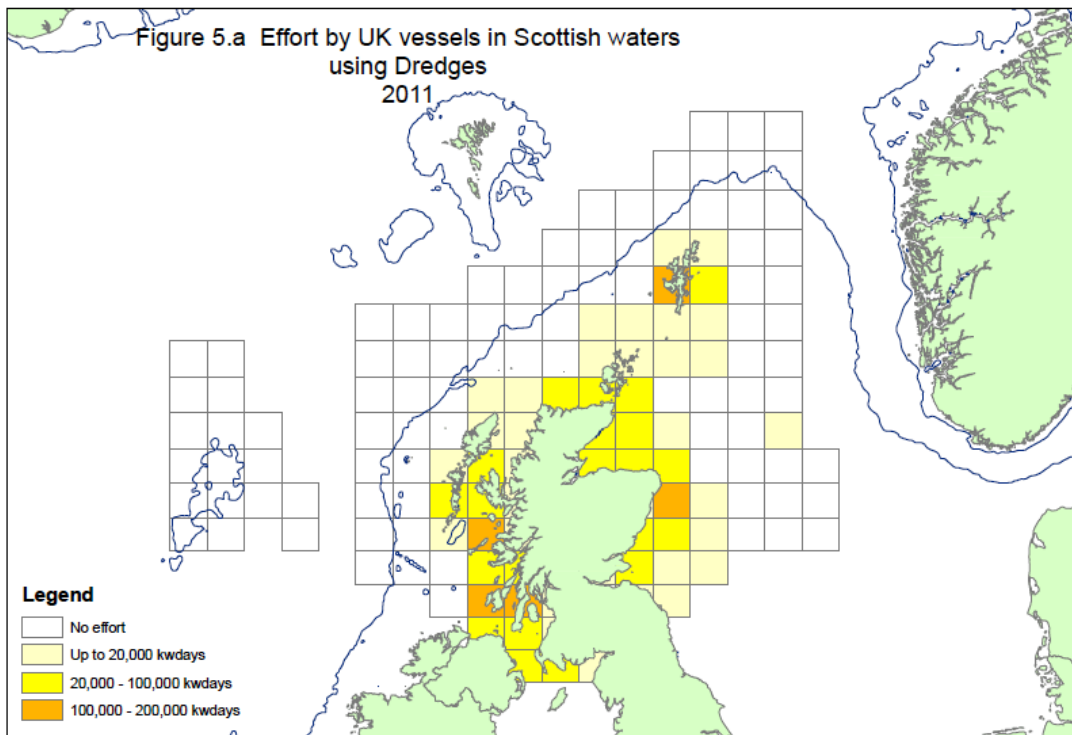 Figure 5.a Effort by UK vessels in Scottish waters
using Dredges
2011
Legend
No effort
Up to 20,000 kwdays
20,000 - 100,000 kwdays
100,000 - 200,000 kwdays